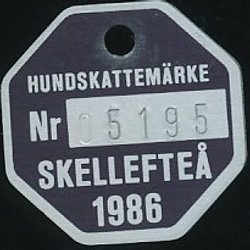 HUNDSKATTEMÄRKE
Nr 05195
SKELLEFTEÅ
1986